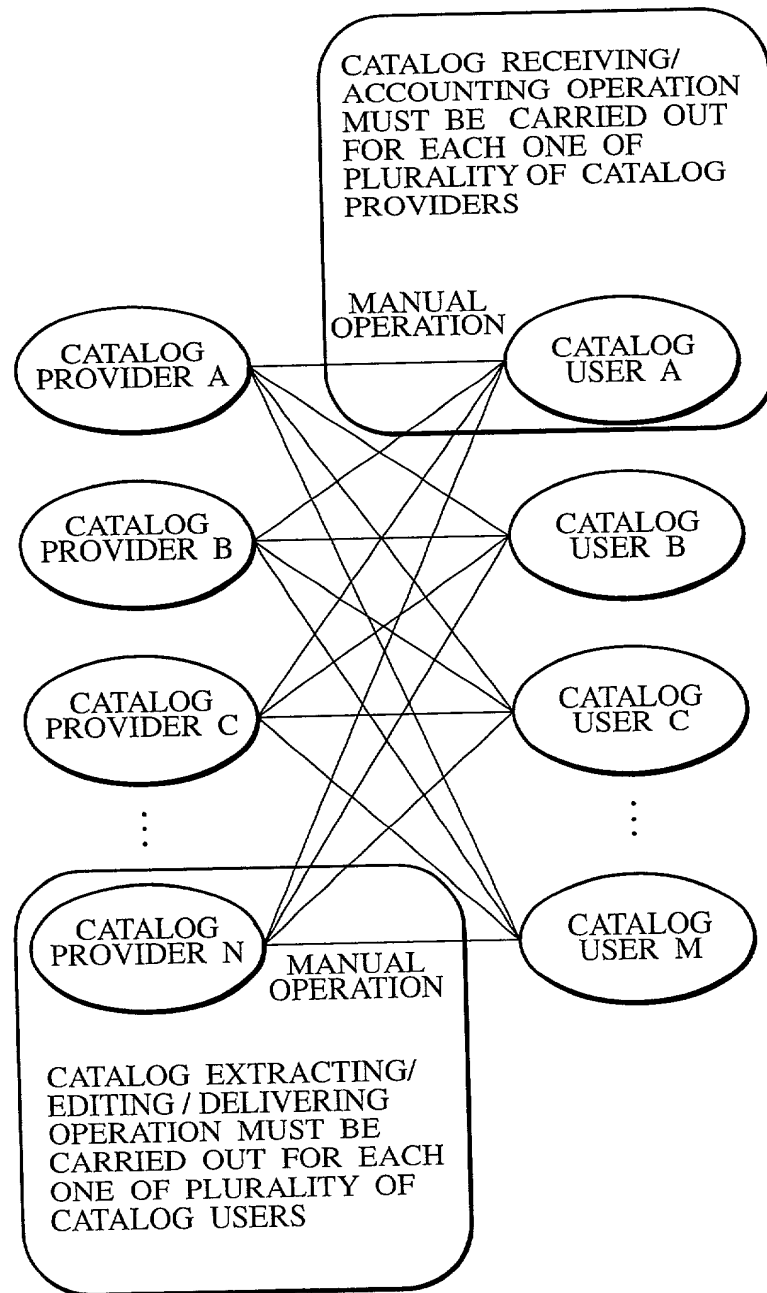 CATALOG RECEIVING/
ACCOUNTING OPERATION
MUST BE CARRIED OUT
FOR EACH ONE OF
PLURALITY OF CATALOG
PROVIDERS
MANUAL
OPERATION
CATALOG
PROVIDER A
CATALOG
USER A
CATALOG
PROVIDER B
CATALOG
USER B
CATALOG
PROVIDER C
CATALOG
USER C
CATALOG
PROVIDER N
MANUAL
OPERATION
CATALOG
USER M
CATALOG EXTRACTING/
EDITING / DELIVERING
OPERATION MUST BE
CARRIED OUT FOR EACH
ONE OF PLURALITY OF
CATALOG USERS